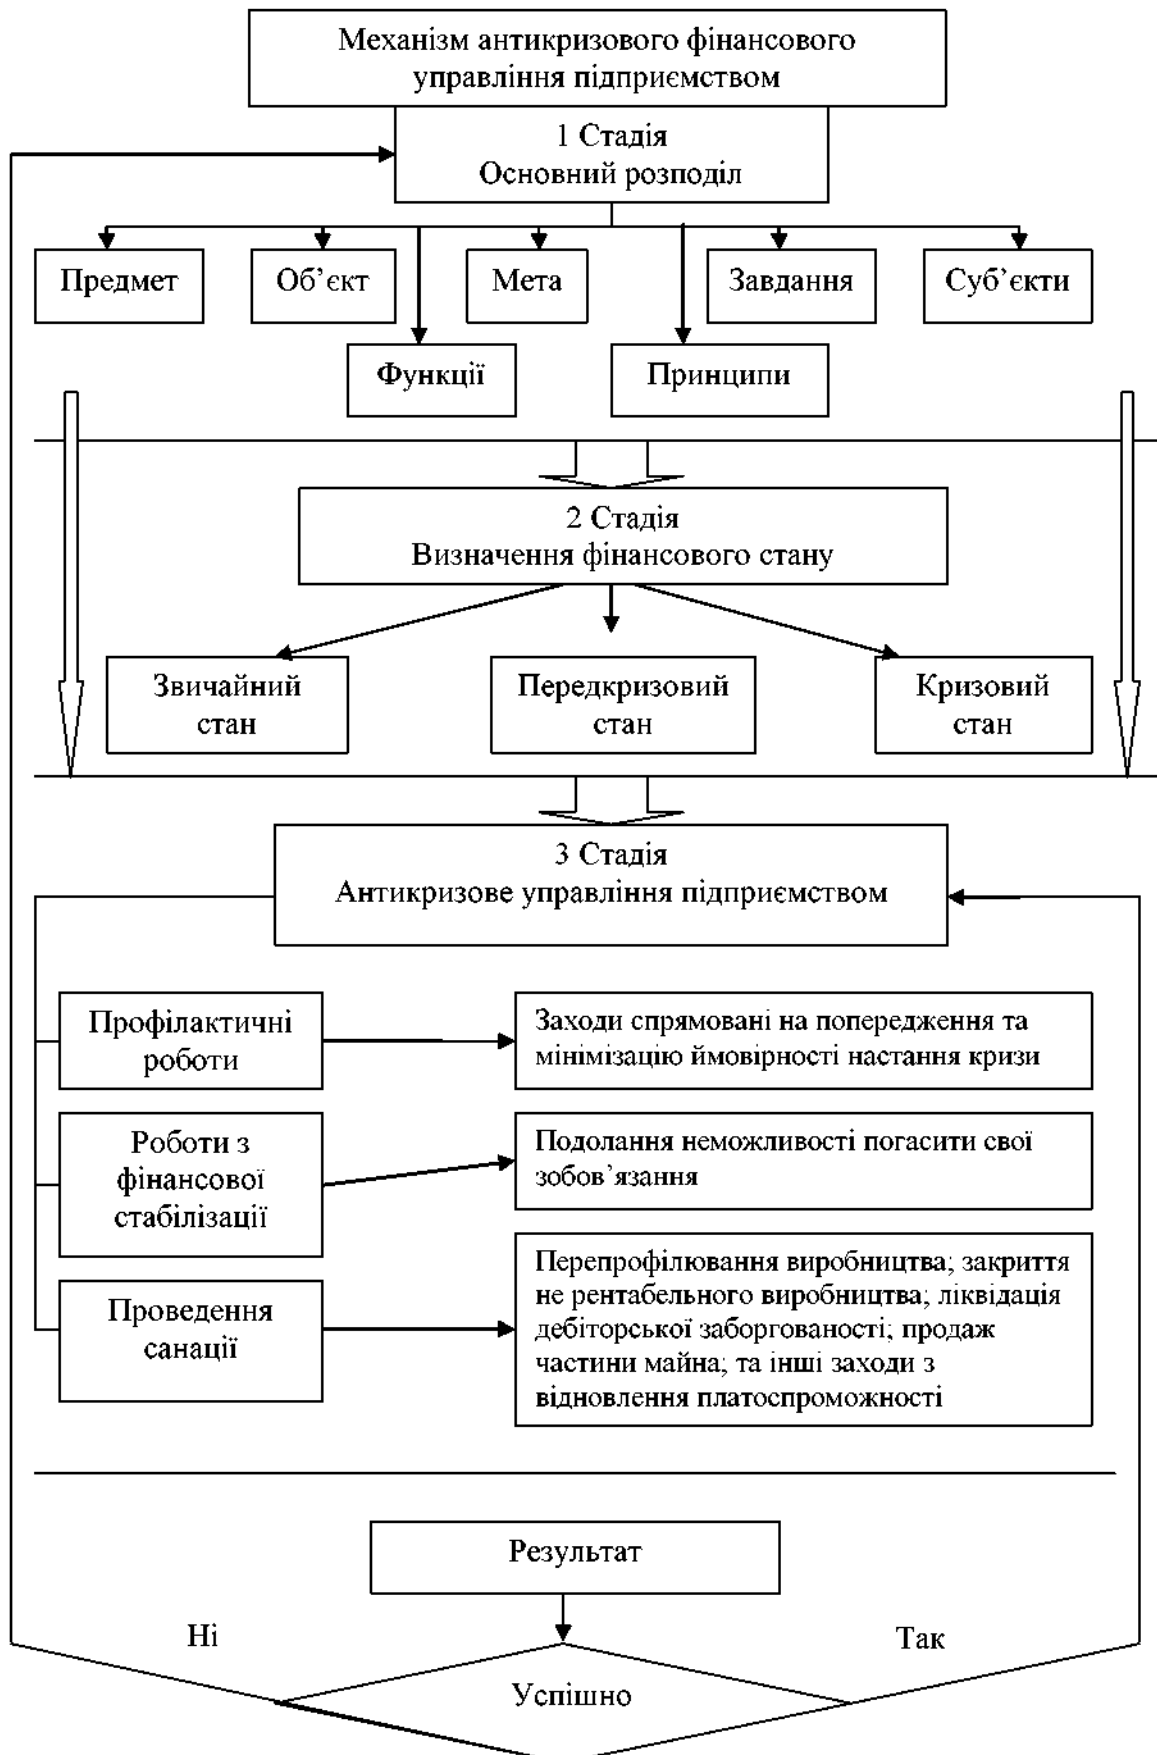 Механізм антикризового фінансового
управління підприємством
1 Стадія
Основний розподіл
Предмет
Об’єкт
Мета
Завдання
Суб’єкти
Функції
Принципи
2 Стадія
Визначення фінансового стану
Звичайний
стан
Передкризовий
стан
Кризовий
стан
3 Стадія
Антикризове управління підприємством
Профілактичні
роботи
Заходи спрямовані на попередження та
мінімізацію ймовірності настання кризи
Роботи з
фінансової
стабілізації
Подолання неможливості погасити свої
зобов’язання
Проведення
санації
Перепрофілювання виробництва; закриття
не рентабельного виробництва; ліквідація
дебіторської заборгованості; продаж
частини майна; та інші заходи з
відновлення платоспроможності
Результат
Ні
Так
Успішно